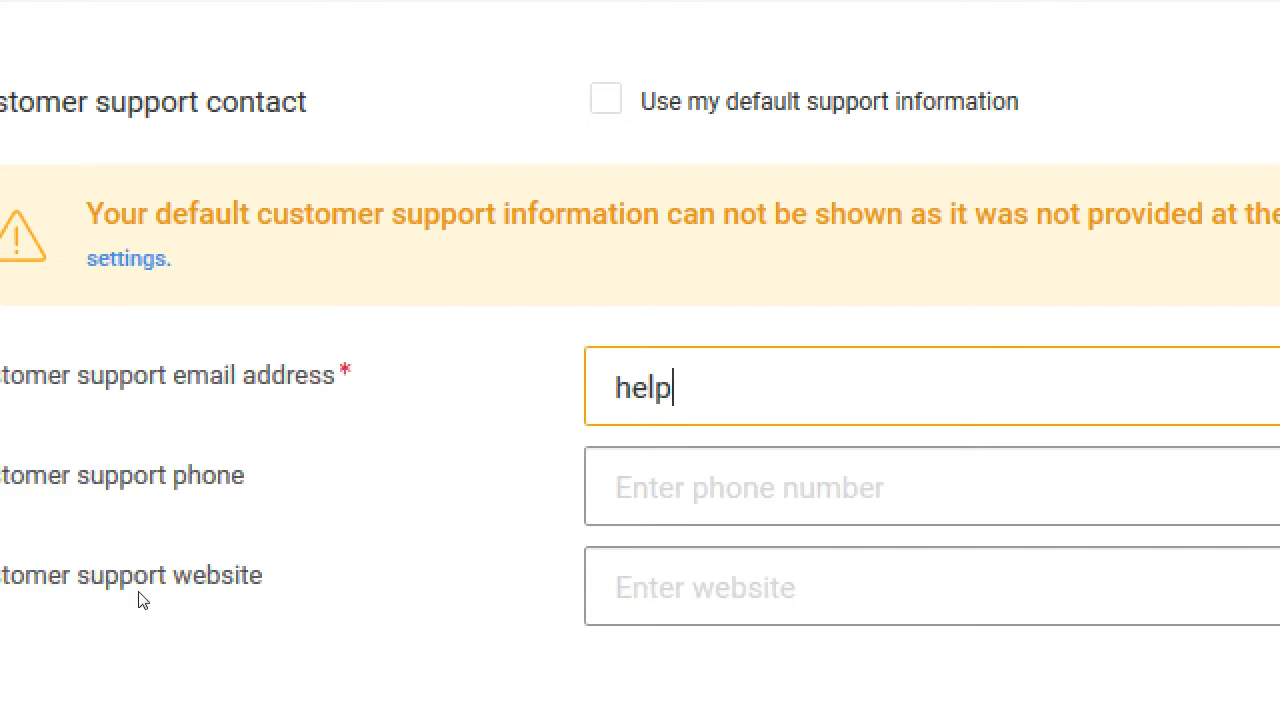 stomer support contact
Use my default support information
Your default customer support information can not be shown as it was not provided at the
settings.
tomer support email address*
help
tomer support phone
Enter phone number
tomer support website
Enter website